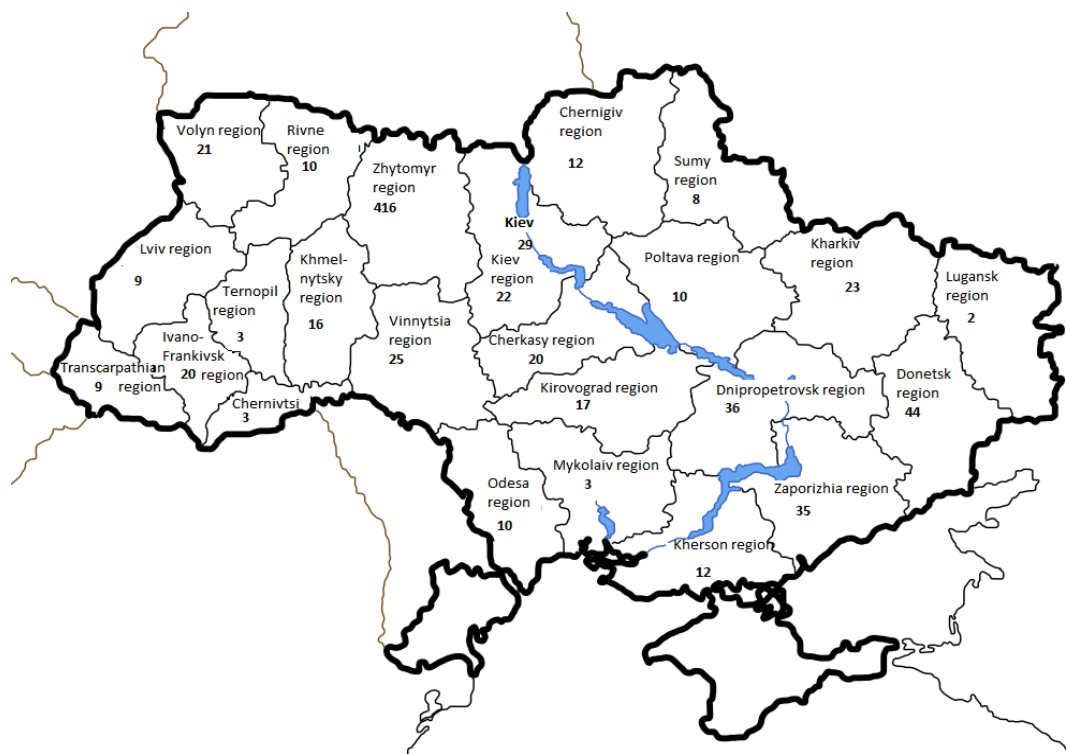 Volyn region
21
Rivne
region
10
Zhytomyr
region
416
Chernigiv
region
12
Sumy
region
8
Kiev
29
Kiev
region
22
Lviv region
9
Ternopil
region
3
Khmel-
nytsky
region
16
Poltava region
10
Kharkiv
region
23
Lugansk
region
2
Transcarpathian
region
9
Ivano-
Frankivsk
region
20
Chernivtsi
3
Vinnytsia
region
25
Cherkasy region
20
Kirovograd region
17
Dnipropetrovsk region
36
Donetsk
region
44
Odesa
region
10
Mykolaiv region
3
Zaporizhia region
35
Kherson region
12